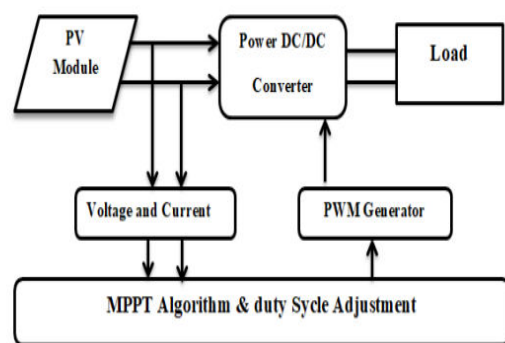 PV
Module
Power DC/DC
Converter
Load
Voltage and Current
PWM Generator
MPPT Algorithm & duty Sycle Adjustment